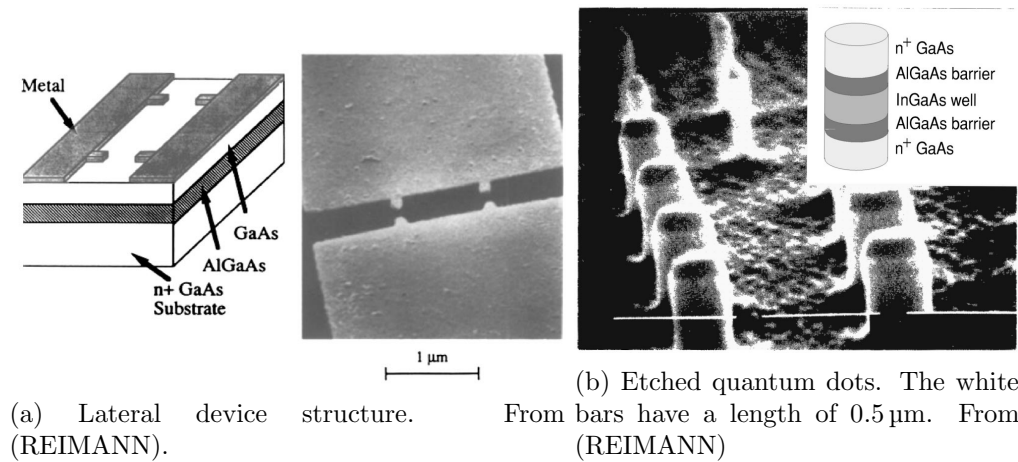 Metal
GaAs
AlGaAs
n+ GaAs
Substrate
1 μm
n⁺ GaAs
AlGaAs barrier
InGaAs well
AlGaAs barrier
n⁺ GaAs
(a) Lateral device structure. From
(REIMANN).
(b) Etched quantum dots. The white
bars have a length of 0.5 μm. From
(REIMANN)